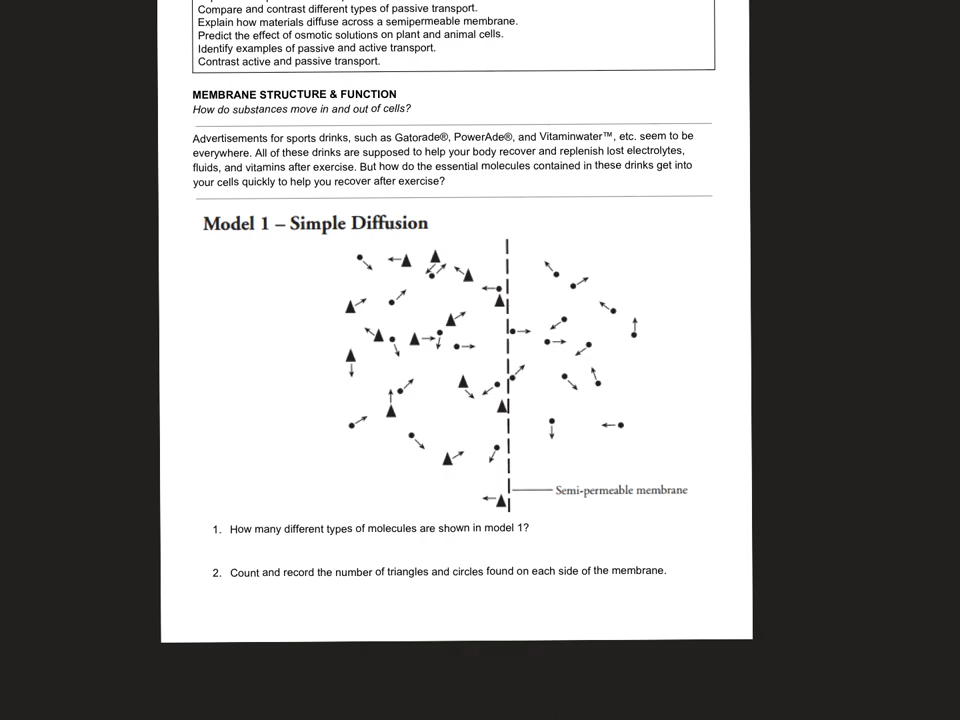 Compare and contrast different types of passive transport.
Explain how materials diffuse across a semipermeable membrane.
Predict the effect of osmotic solutions on plant and animal cells.
Identify examples of passive and active transport.
Contrast active and passive transport.
MEMBRANE STRUCTURE & FUNCTION
How do substances move in and out of cells?
Advertisements for sports drinks, such as Gatorade®, PowerAde®, and Vitaminwater™, etc. seem to be
everywhere. All of these drinks are supposed to help your body recover and replenish lost electrolytes,
fluids, and vitamins after exercise. But how do the essential molecules contained in these drinks get into
your cells quickly to help you recover after exercise?
Model 1 – Simple Diffusion
Semi-permeable membrane
1. How many different types of molecules are shown in model 1?
2. Count and record the number of triangles and circles found on each side of the membrane.